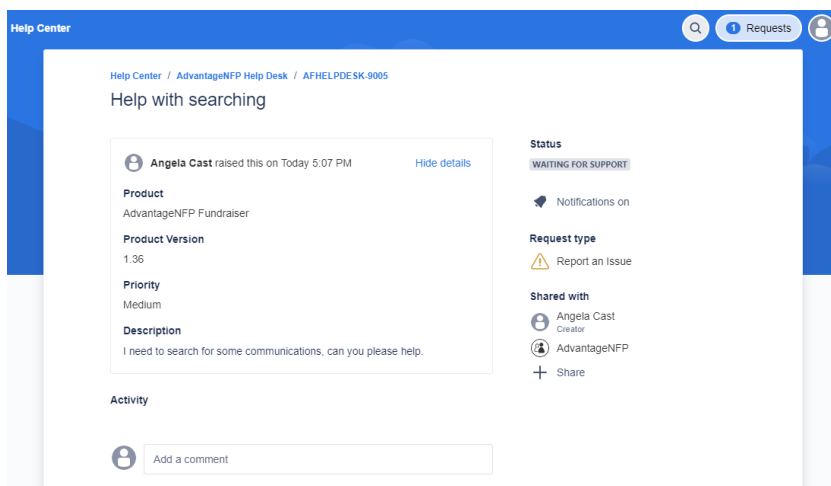 Help Center
1 Requests
Help Center / AdvantageNFP Help Desk / AFHELPDESK-9005
Help with searching
Angela Cast raised this on Today 5:07 PM
Hide details
Product
AdvantageNFP Fundraiser
Product Version
1.36
Priority
Medium
Description
I need to search for some communications, can you please help.
Activity
Add a comment
Status
WAITING FOR SUPPORT
Notifications on
Request type
Report an Issue
Shared with
Angela Cast
Creator
AdvantageNFP
Share